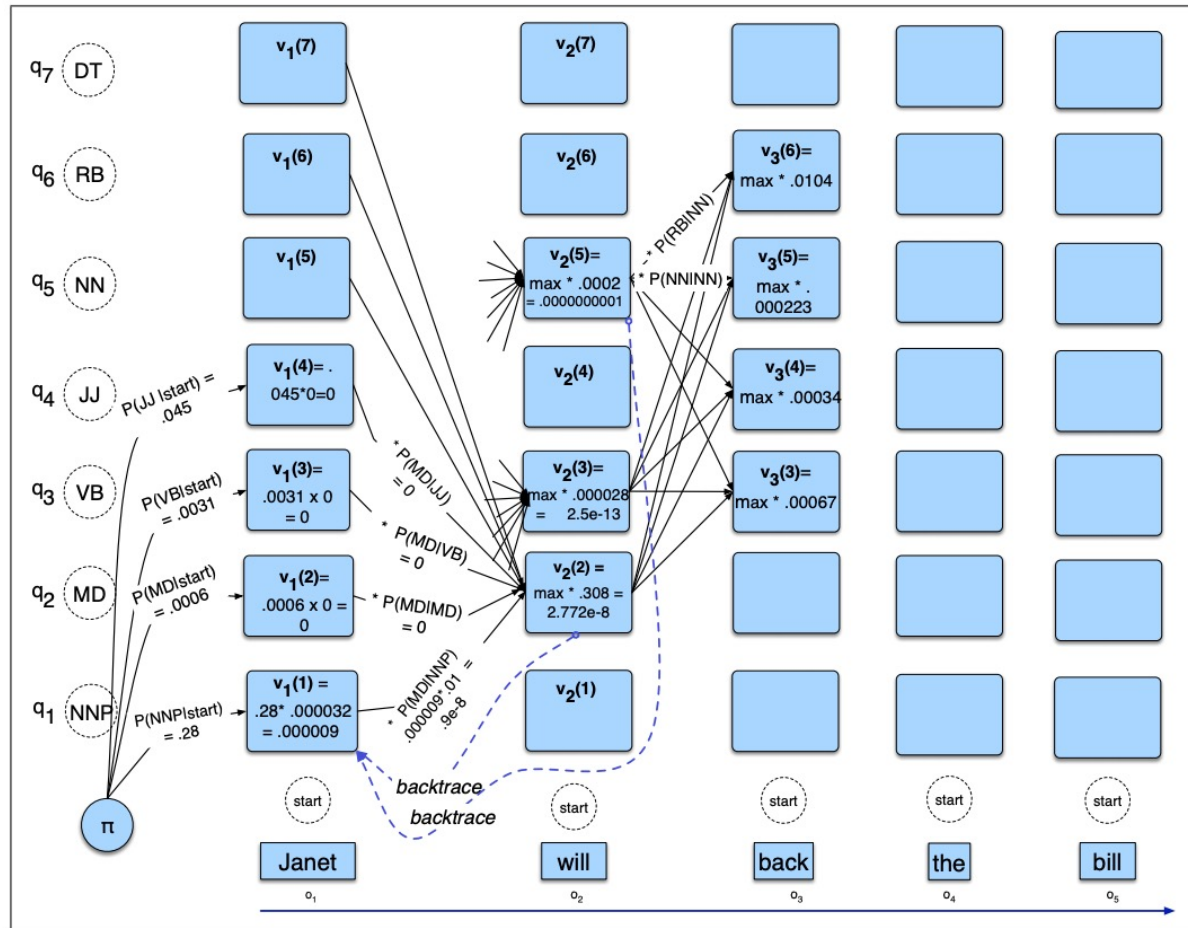 q7 DT
v1(7)
v2(7)
q6 RB
v1(6)
v2(6)
v3(6)=
max * .0104
* P(RB|NN)
q5 NN
v1(5)
v2(5)=
max * .0002
= .0000000001
* P(NN|NN)
v3(5)=
max * .
000223
q4 JJ
P(JJ |start) =
.045
v1(4)= .
045*0=0
* P(MD|JJ)
= 0
v2(4)
v3(4)=
max * .00034
q3 VB
P(VB|start)
= .0031
v1(3)=
.0031 x 0
= 0
* P(MD|VB)
= 0
v2(3)=
max * .000028
= 2.5e-13
v3(3)=
max * .00067
q2 MD
P(MD|start)
= .0006
v1(2)=
.0006 x 0 =
0
* P(MD|MD)
= 0
v2(2) =
max * .308 =
2.772e-8
q1 NNP
P(NNP|start)
= .28
v1(1) =
.28* .000032
= .000009
* P(MD|NNP)
.000009*.01 =
.9e-8
v2(1)
backtrace
backtrace
π
start
start
start
start
start
Janet
will
back
the
bill
o1
o2
o3
o4
o5